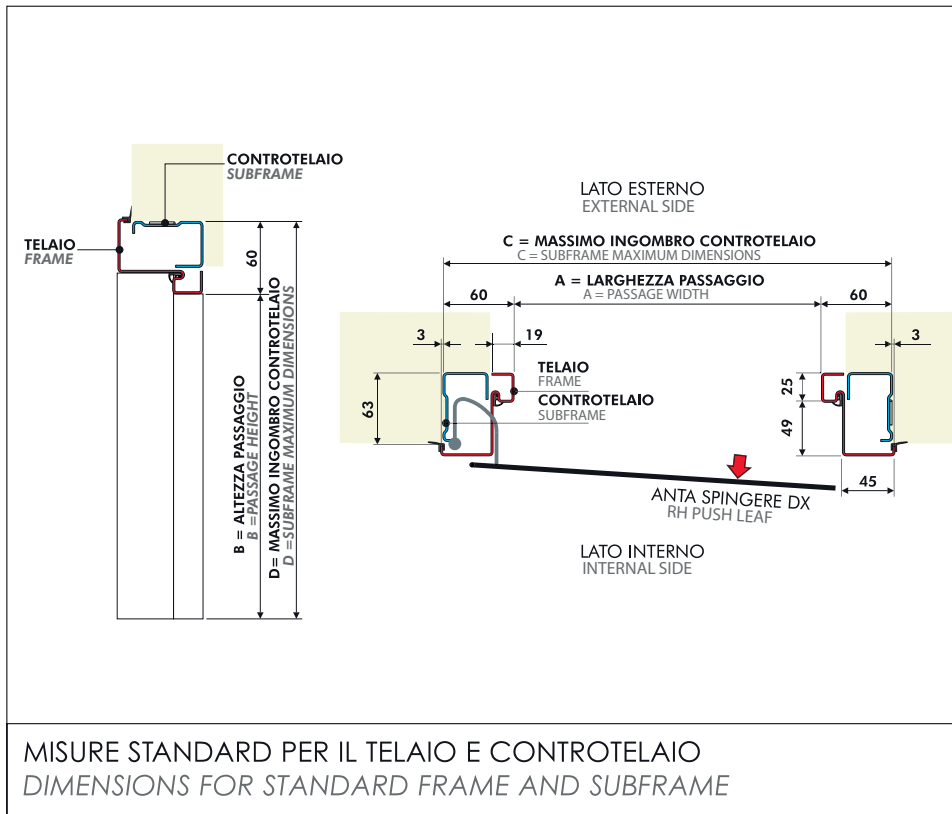 CONTROTELAIO
SUBFRAME
TELAIO
FRAME
60
B = ALTEZZA PASSAGGIO
B =PASSAGE HEIGHT
D= MASSIMO INGOMBRO CONTROTELAIO
D =SUBFRAME MAXIMUM DIMENSIONS
LATO ESTERNO
EXTERNAL SIDE
C = MASSIMO INGOMBRO CONTROTELAIO
C = SUBFRAME MAXIMUM DIMENSIONS
60
A = LARGHEZZA PASSAGGIO
A = PASSAGE WIDTH
60
3
19
3
TELAIO
FRAME
CONTROTELAIO
SUBFRAME
63
25
49
45
ANTA SPINGERE DX
RH PUSH LEAF
LATO INTERNO
INTERNAL SIDE
MISURE STANDARD PER IL TELAIO E CONTROTELAIO
DIMENSIONS FOR STANDARD FRAME AND SUBFRAME